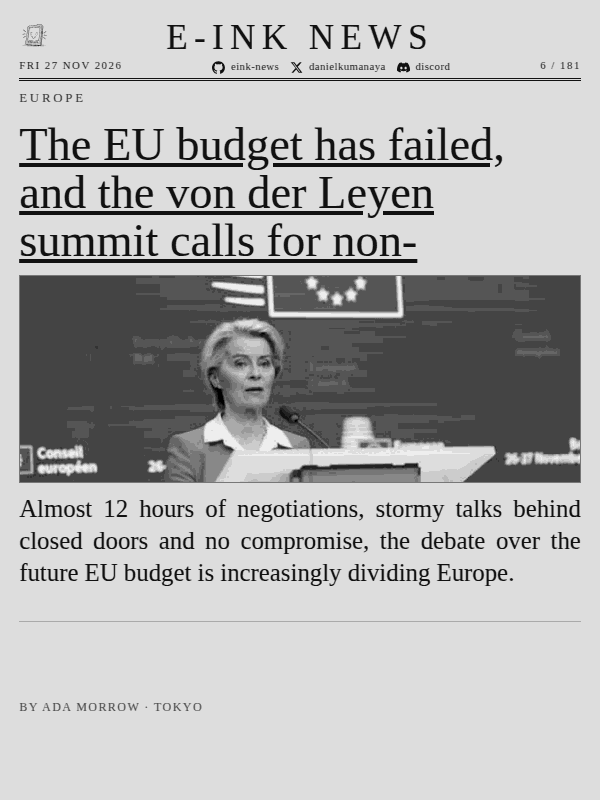 E-INK NEWS
FRI 27 NOV 2026
eink-news danielkumanaya discord
6 / 181
EUROPE
The EU budget has failed,
and the von der Leyen
summit calls for non-
Conseil
européen
26-
26-27 Novembe
Almost 12 hours of negotiations, stormy talks behind
closed doors and no compromise, the debate over the
future EU budget is increasingly dividing Europe.
BY ADA MORROW · TOKYO